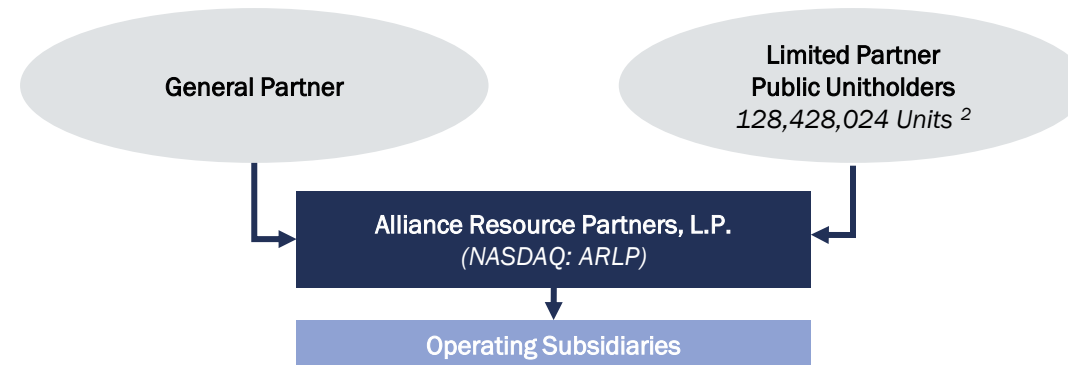 General Partner
Limited Partner
Public Unitholders
128,428,024 Units ²
Alliance Resource Partners, L.P.
(NASDAQ: ARLP)
Operating Subsidiaries